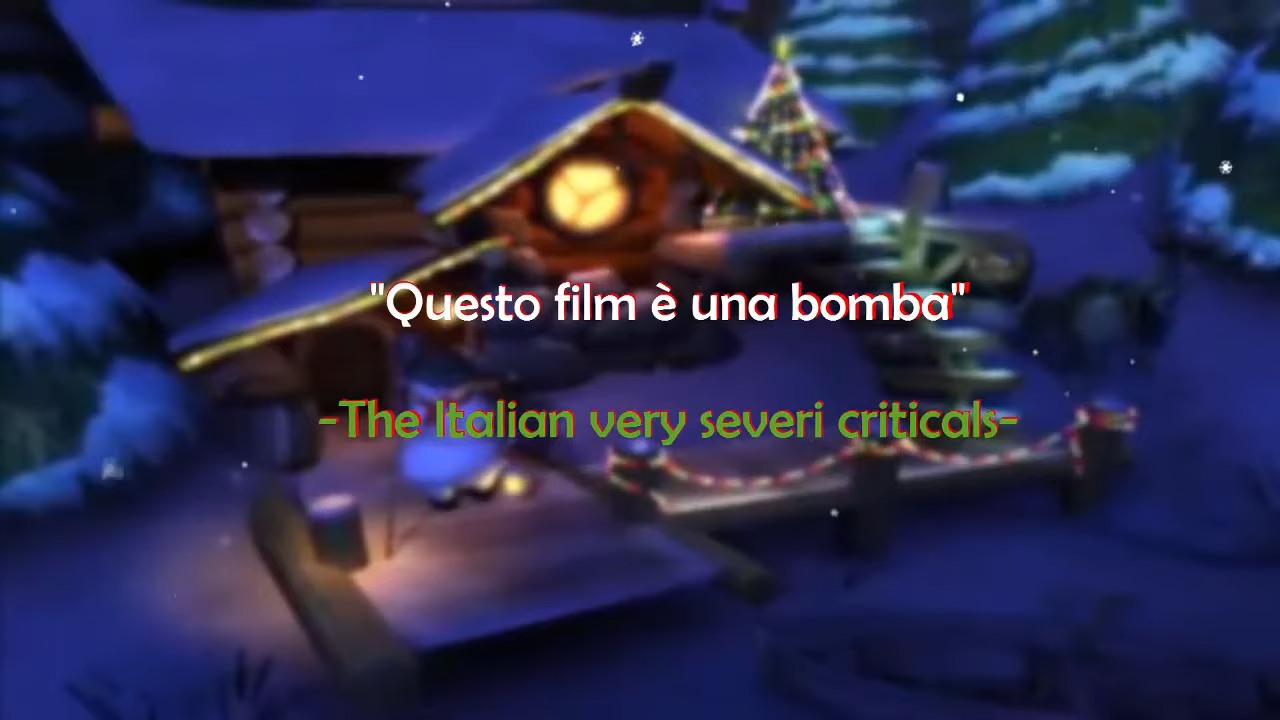 "Questo film è una bomba"
-The Italian very severi criticals-